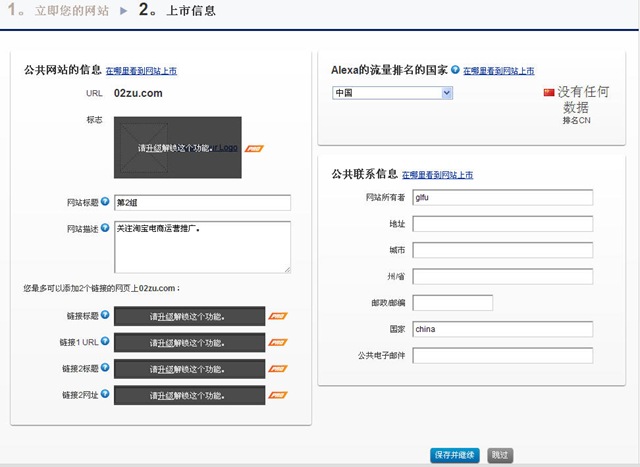 1。 立即您的网站 ▶ 2。 上市信息
公共网站的信息 在哪里看到网站上市
URL 02zu.com
标志
请升级解锁这个功能。 Logo PRO
网站标题 ? 第2组
网站描述 ? 关注淘宝电商运营推广。
您最多可以添加2个链接的网页上02zu.com：
链接标题 ? 请升级解锁这个功能。 PRO
链接1 URL ? 请升级解锁这个功能。 PRO
链接2标题 ? 请升级解锁这个功能。 PRO
链接2网址 ? 请升级解锁这个功能。 PRO
Alexa的流量排名的国家 ? 在哪里看到网站上市
中国
没有任何
数据
排名CN
公共联系信息 在哪里看到网站上市
网站所有者 glfu
地址
城市
州/省
邮政/邮编
国家 china
公共电子邮件
保存并继续 跳过